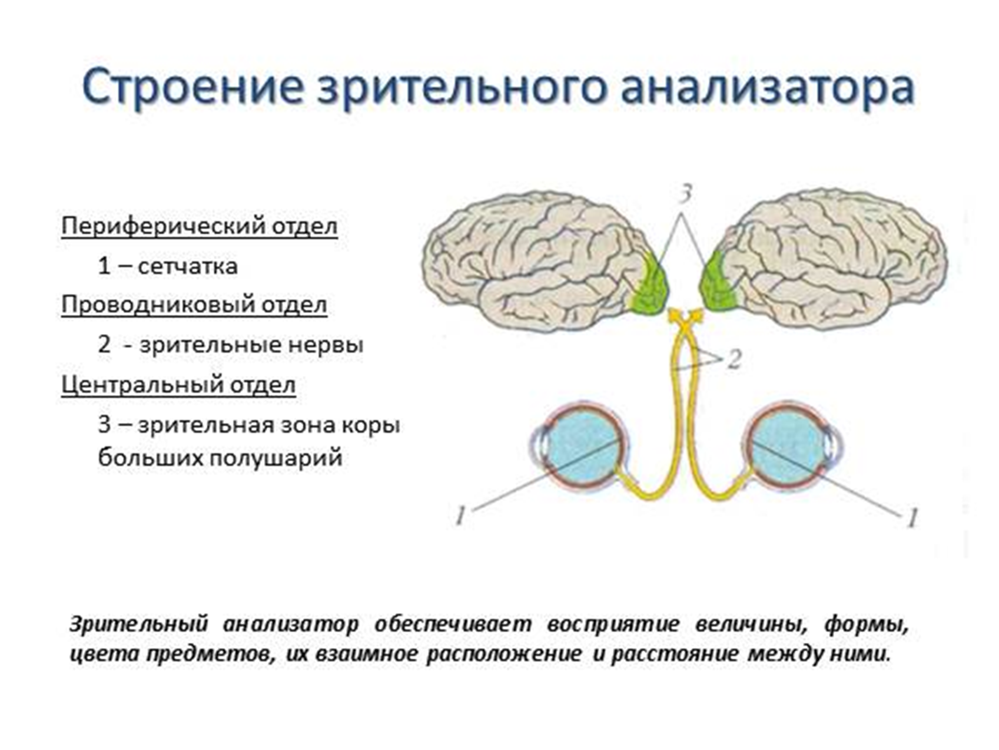 Строение зрительного анализатора
Периферический отдел
1 – сетчатка
Проводниковый отдел
2 - зрительные нервы
Центральный отдел
3 – зрительная зона коры
больших полушарий
3
2
1
1
Зрительный анализатор обеспечивает восприятие величины, формы,
цвета предметов, их взаимное расположение и расстояние между ними.